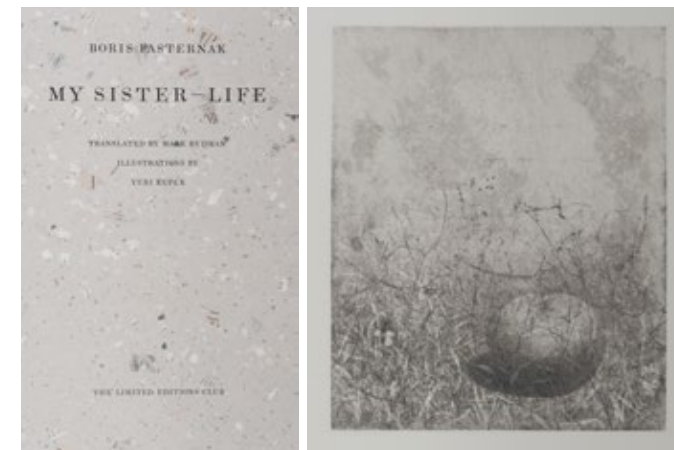 BORIS PASTERNAK
MY SISTER–LIFE
TRANSLATED BY MARK RUDMAN
ILLUSTRATIONS BY
YURI KUPER
THE LIMITED EDITIONS CLUB